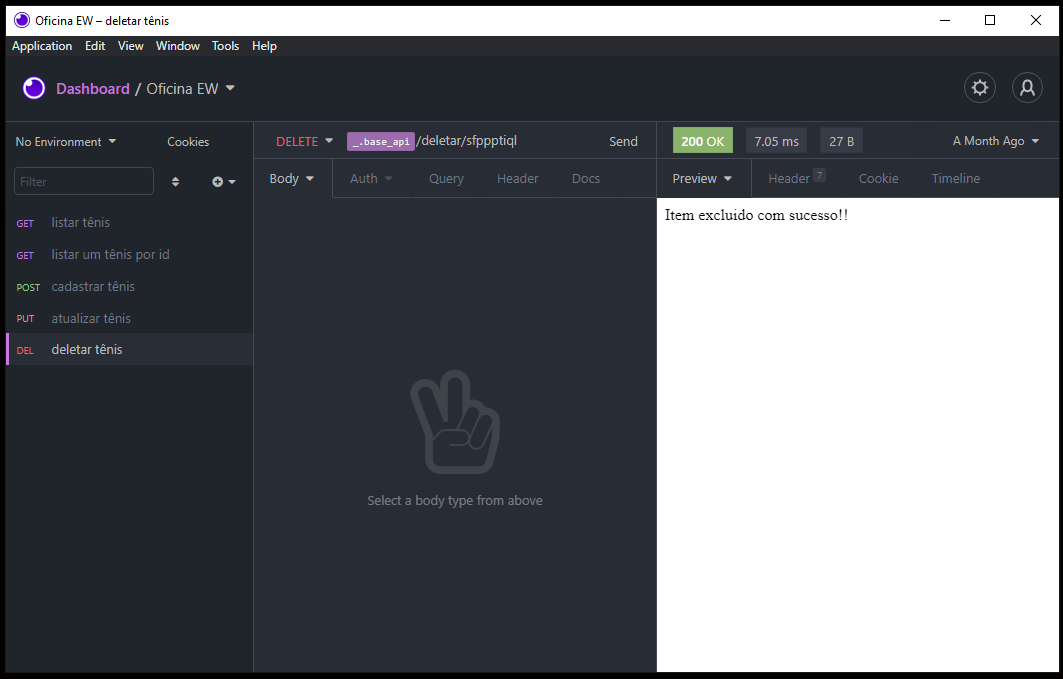 Oficina EW – deletar tênis
Application Edit View Window Tools Help
Dashboard / Oficina EW
No Environment Cookies
DELETE _.base_api/deletar/sfppptiql Send
200 OK 7.05 ms 27 B A Month Ago
Filter
Body Auth Query Header Docs
Preview Header 7 Cookie Timeline
GET listar tênis
GET listar um tênis por id
POST cadastrar tênis
PUT atualizar tênis
DEL deletar tênis
Select a body type from above
Item excluido com sucesso!!